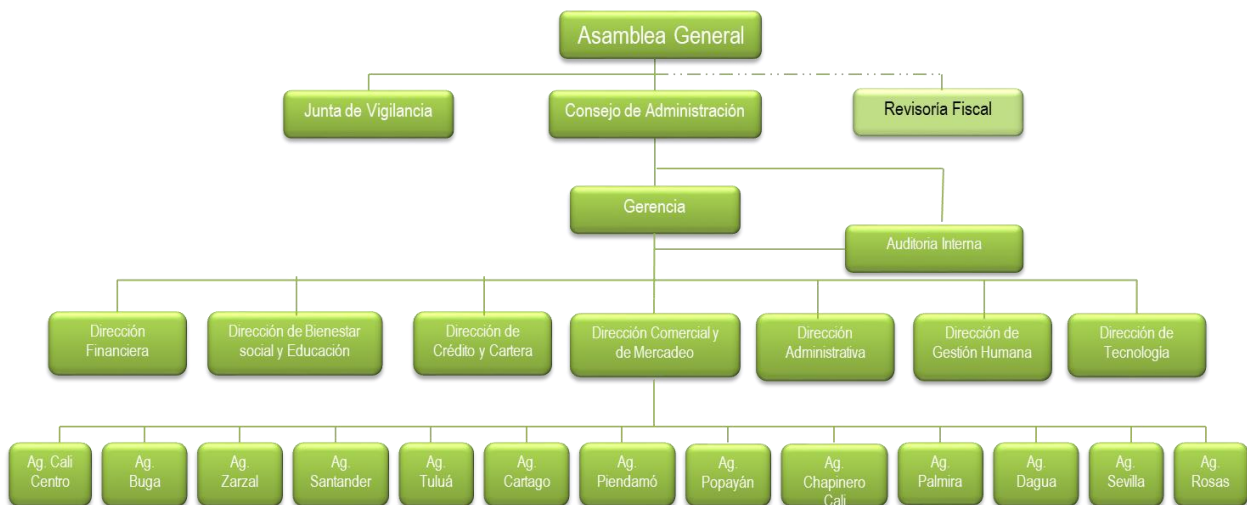 Asamblea General
Junta de Vigilancia
Consejo de Administración
Revisoría Fiscal
Gerencia
Auditoria Interna
Dirección
Financiera
Dirección de Bienestar
social y Educación
Dirección de
Crédito y Cartera
Dirección Comercial y
de Mercadeo
Dirección
Administrativa
Dirección de
Gestión Humana
Dirección de
Tecnología
Ag. Cali
Centro
Ag.
Buga
Ag.
Zarzal
Ag.
Santander
Ag.
Tuluá
Ag.
Cartago
Ag.
Piendamó
Ag.
Popayán
Ag.
Chapinero
Cali
Ag.
Palmira
Ag.
Dagua
Ag.
Sevilla
Ag.
Rosas